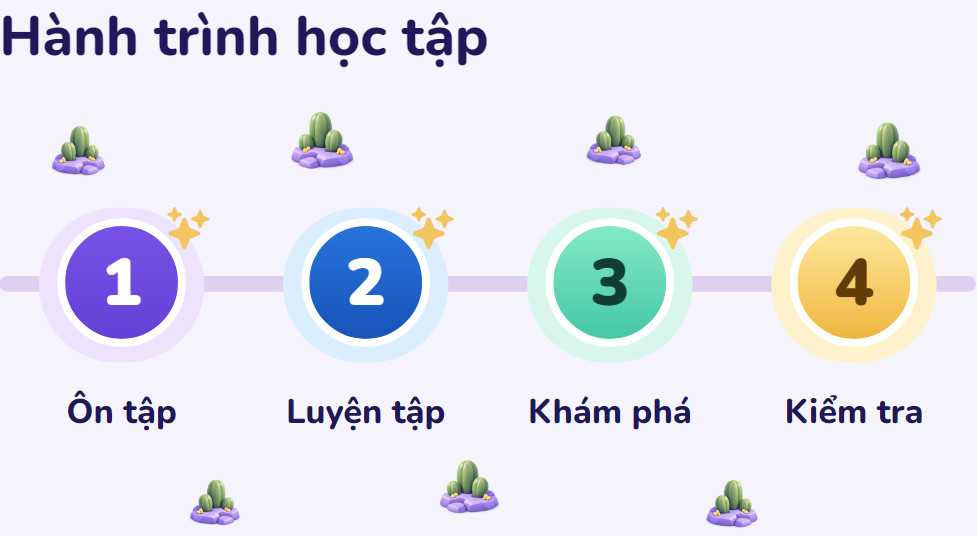 Hành trình học tập
1
2
3
4
Ôn tập
Luyện tập
Khám phá
Kiểm tra